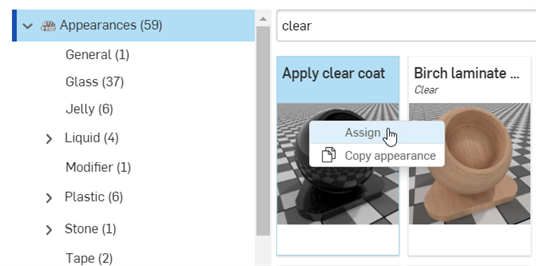 Appearances (59)
General (1)
Glass (37)
Jelly (6)
Liquid (4)
Modifier (1)
Plastic (6)
Stone (1)
Tape (2)
clear
Apply clear coat
Birch laminate ...
Clear
Assign
Copy appearance